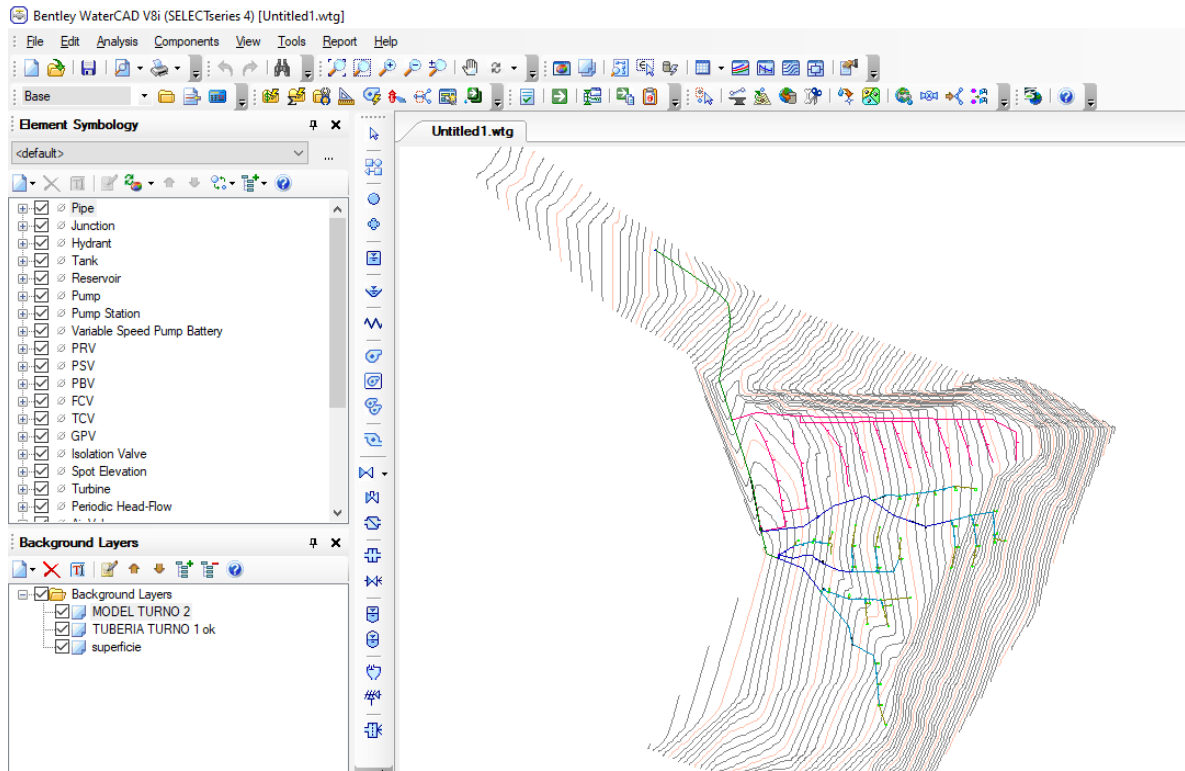 Bentley WaterCAD V8i (SELECTseries 4) [Untitled1.wtg]
File Edit Analysis Components View Tools Report Help
Base
Element Symbology
<default>
...
Pipe
Junction
Hydrant
Tank
Reservoir
Pump
Pump Station
Variable Speed Pump Battery
PRV
PSV
PBV
FCV
TCV
GPV
Isolation Valve
Spot Elevation
Turbine
Periodic Head-Flow
Background Layers
Background Layers
MODEL TURNO 2
TUBERIA TURNO 1 ok
superficie
Untitled1.wtg